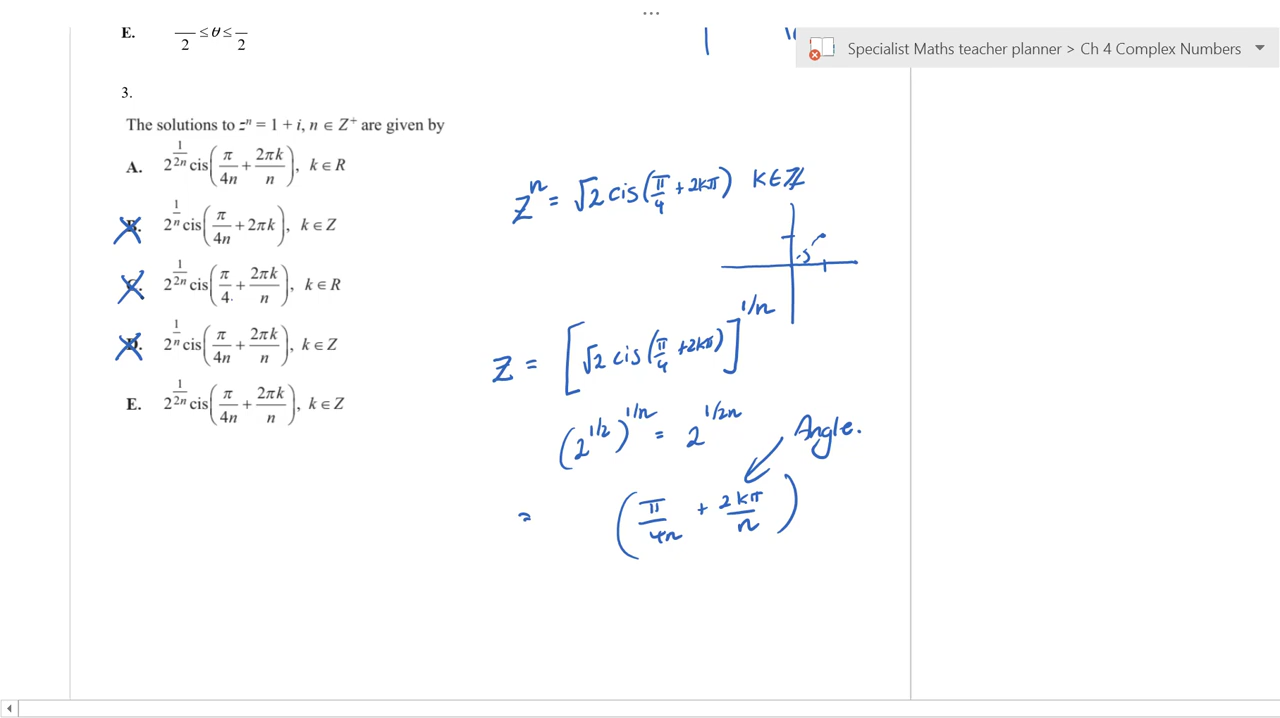 ...
E. 2 ≤ θ ≤ 2
Specialist Maths teacher planner > Ch 4 Complex Numbers
3.
The solutions to zⁿ = 1 + i, n ∈ Z⁺ are given by
A. 2^(1/2n) cis(π/4n + 2πk/n), k ∈ R
B. 2^(1/n) cis(π/4n + 2πk), k ∈ Z
C. 2^(1/2n) cis(π/4 + 2πk/n), k ∈ R
D. 2^(1/n) cis(π/4n + 2πk/n), k ∈ Z
E. 2^(1/2n) cis(π/4n + 2πk/n), k ∈ Z
zⁿ = √2 cis(π/4 + 2kπ) k∈Z
z = [√2 cis(π/4 + 2kπ)]^(1/n)
(2^(1/2))^(1/n) = 2^(1/2n)
Angle.
= (π/4n + 2kπ/n)